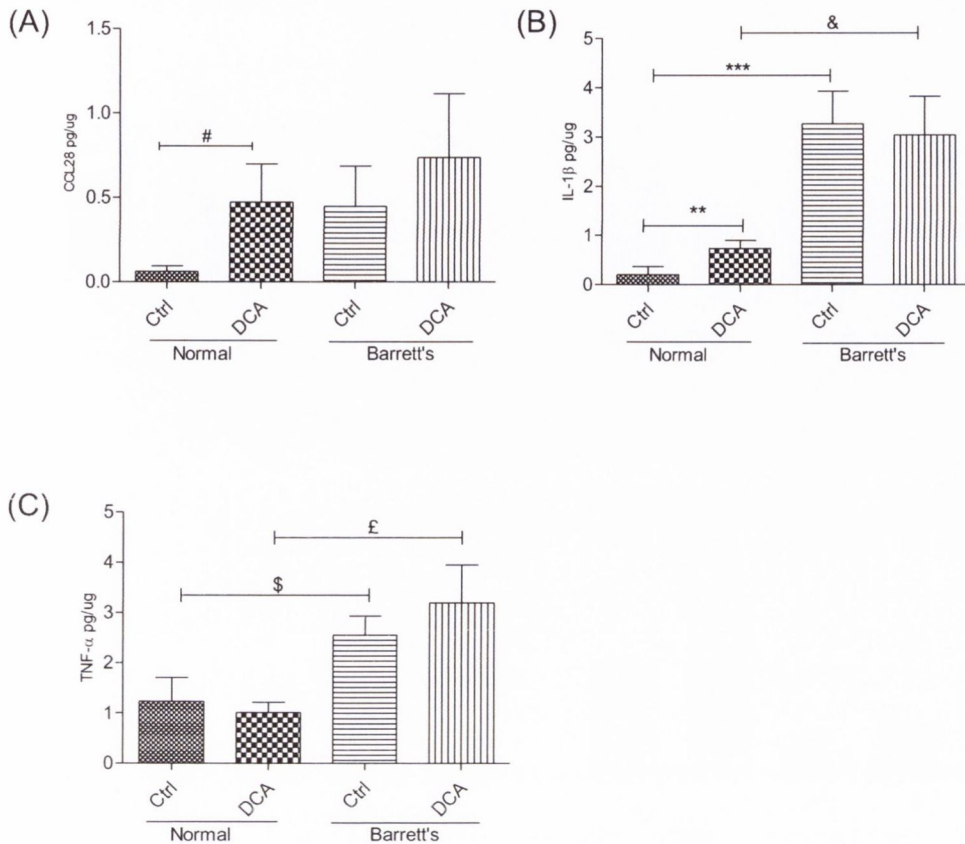 (A)
1.5
1.0
0.5
0.0
CCL28 pg/ug
#
Ctrl
DCA
Ctrl
DCA
Normal
Barrett's
(B)
5
4
3
2
1
0
IL-1β pg/ug
&
***
**
Ctrl
DCA
Ctrl
DCA
Normal
Barrett's
(C)
5
4
3
2
1
0
TNF-α pg/ug
£
$
Ctrl
DCA
Ctrl
DCA
Normal
Barrett's